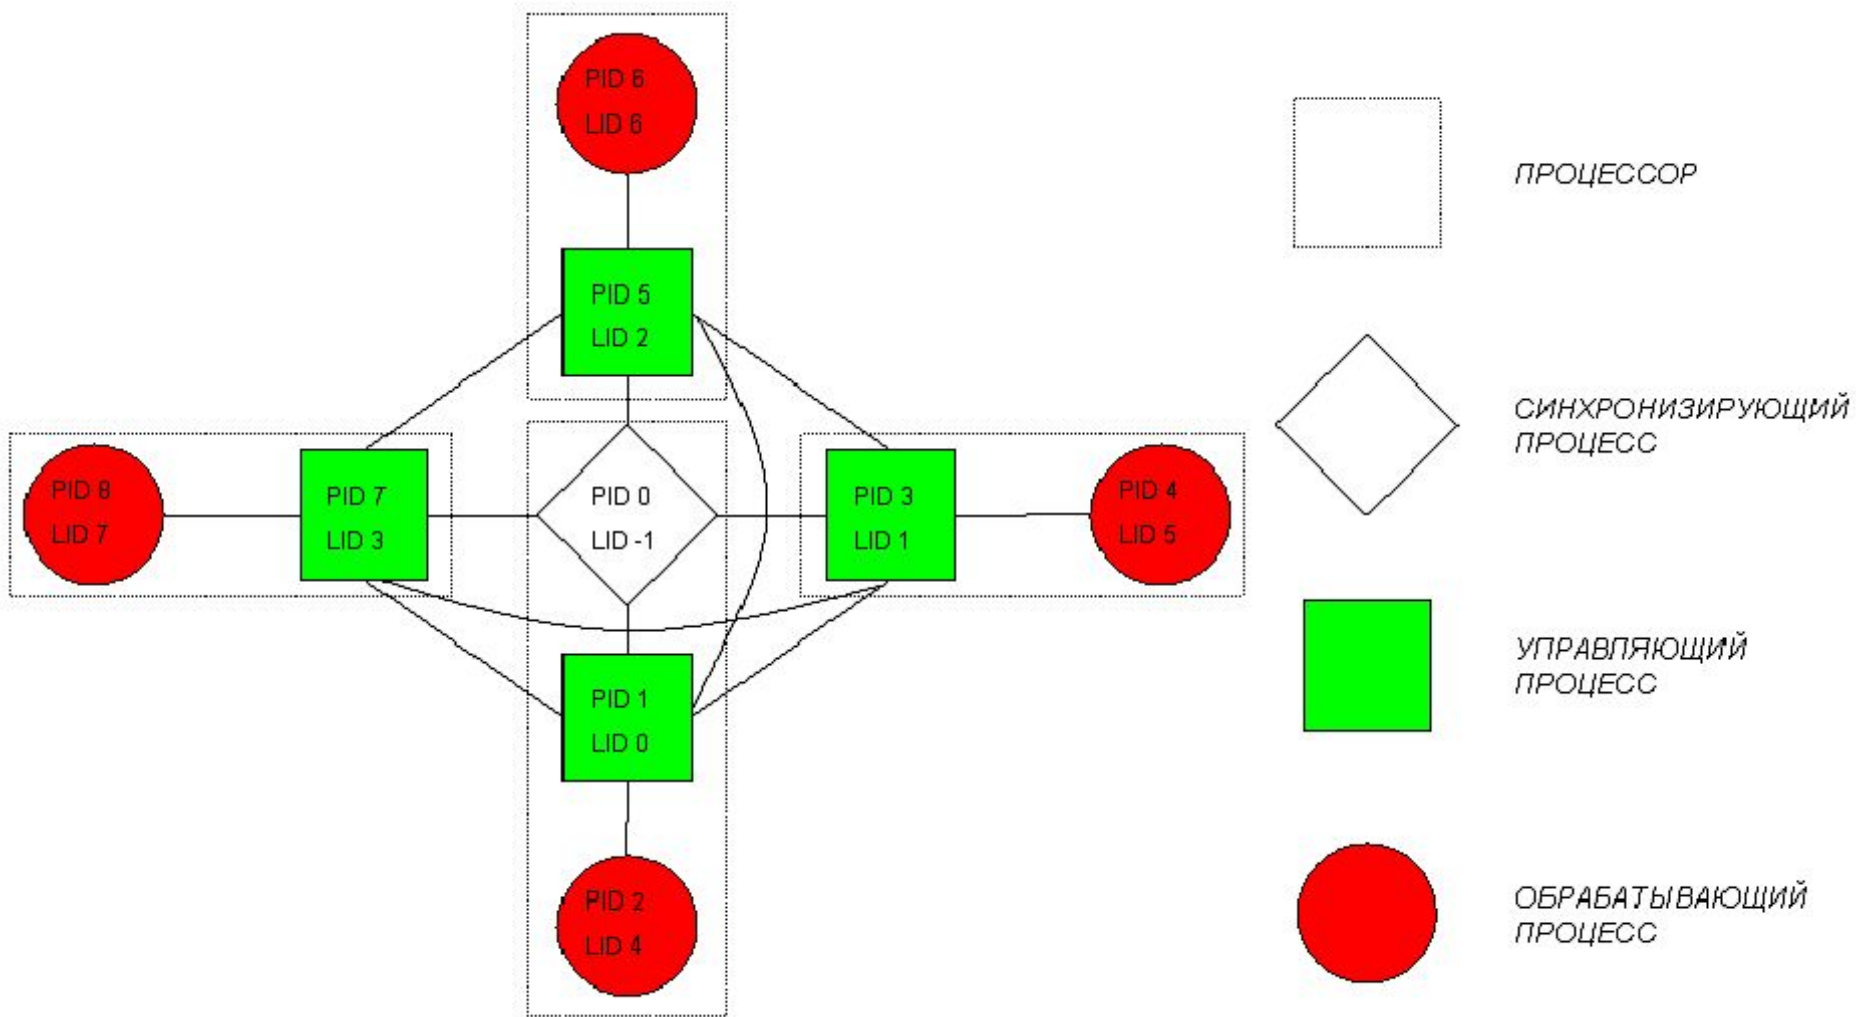 PID 6
LID 6
PID 5
LID 2
PID 8
LID 7
PID 7
LID 3
PID 0
LID -1
PID 3
LID 1
PID 4
LID 5
PID 1
LID 0
PID 2
LID 4
ПРОЦЕССОР
СИНХРОНИЗИРУЮЩИЙ
ПРОЦЕСС
УПРАВЛЯЮЩИЙ
ПРОЦЕСС
ОБРАБАТЫВАЮЩИЙ
ПРОЦЕСС